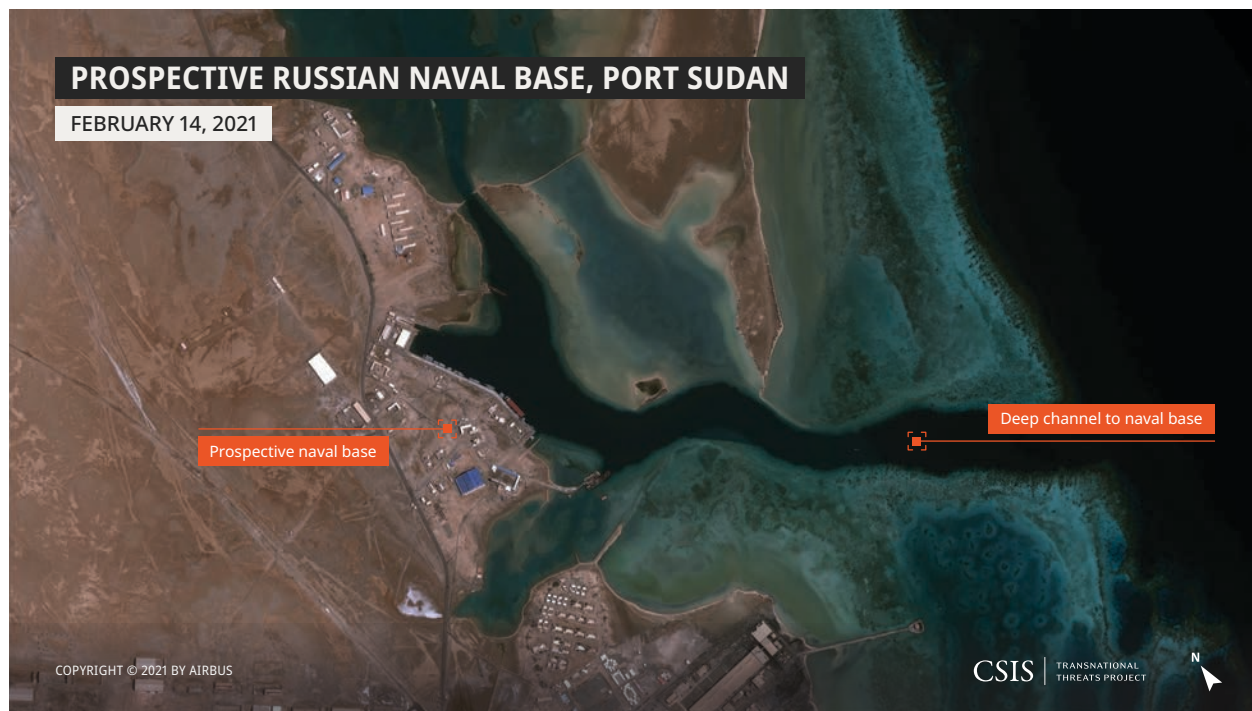 PROSPECTIVE RUSSIAN NAVAL BASE, PORT SUDAN
FEBRUARY 14, 2021
Deep channel to naval base
Prospective naval base
COPYRIGHT © 2021 BY AIRBUS
CSIS
TRANSNATIONAL
THREATS PROJECT
N